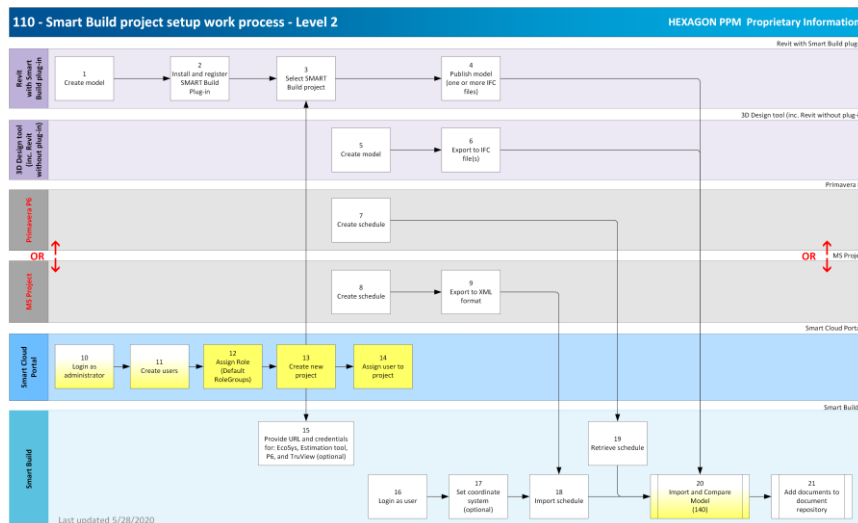 110 - Smart Build project setup work process - Level 2
HEXAGON PPM Proprietary Information
Revit with Smart Build plug-
Revit
with Smart
Build plug-in
1
Create model
2
Install and register
SMART Build
Plug-in
3
Select SMART
Build project
4
Publish model
(one or more IFC
files)
3D Design tool (inc. Revit without plug-in
3D Design tool
(inc. Revit
without plug-in)
5
Create model
6
Export to IFC
file(s)
Primavera
Primavera P6
7
Create schedule
OR
OR
MS Proje
MS Project
8
Create schedule
9
Export to XML
format
Smart Cloud Porta
Smart Cloud
Portal
10
Login as
administrator
11
Create users
12
Assign Role
(Default
RoleGroups)
13
Create new
project
14
Assign user to
project
Smart Build
Smart Build
15
Provide URL and credentials
for: EcoSys, Estimation tool,
P6, and TruView (optional)
16
Login as user
17
Set coordinate
system
(optional)
18
Import schedule
19
Retrieve schedule
20
Import and Compare
Model
(140)
21
Add documents to
document
repository
Last updated 5/28/2020